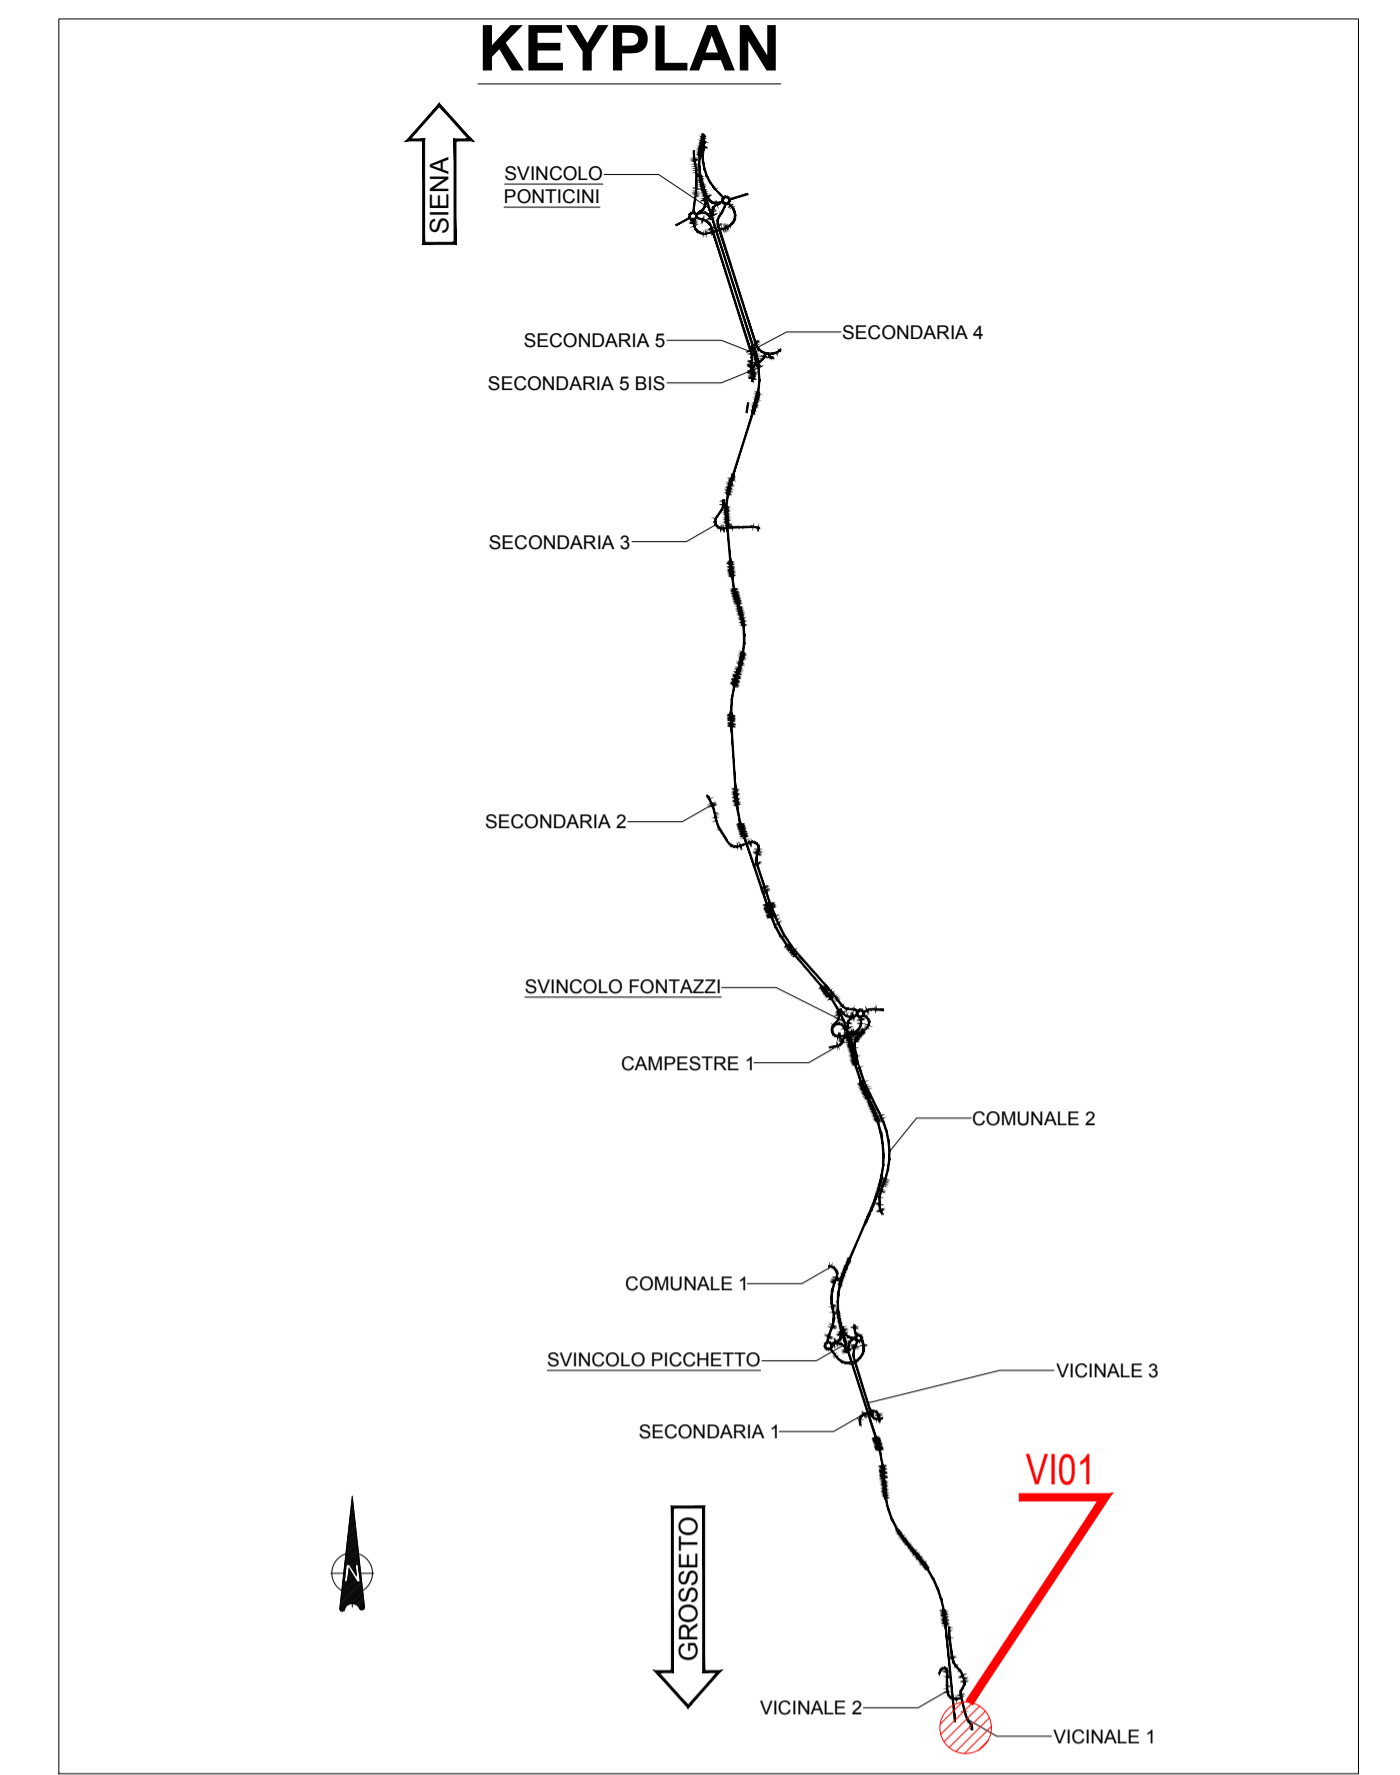 KEYPLAN
SIENA
SVINCOLO
PONTICINI
SECONDARIA 4
SECONDARIA 5
SECONDARIA 5 BIS
SECONDARIA 3
SECONDARIA 2
SVINCOLO FONTAZZI
CAMPESTRE 1
COMUNALE 2
COMUNALE 1
SVINCOLO PICCHETTO
VICINALE 3
SECONDARIA 1
VI01
GROSSETO
N
VICINALE 2
VICINALE 1